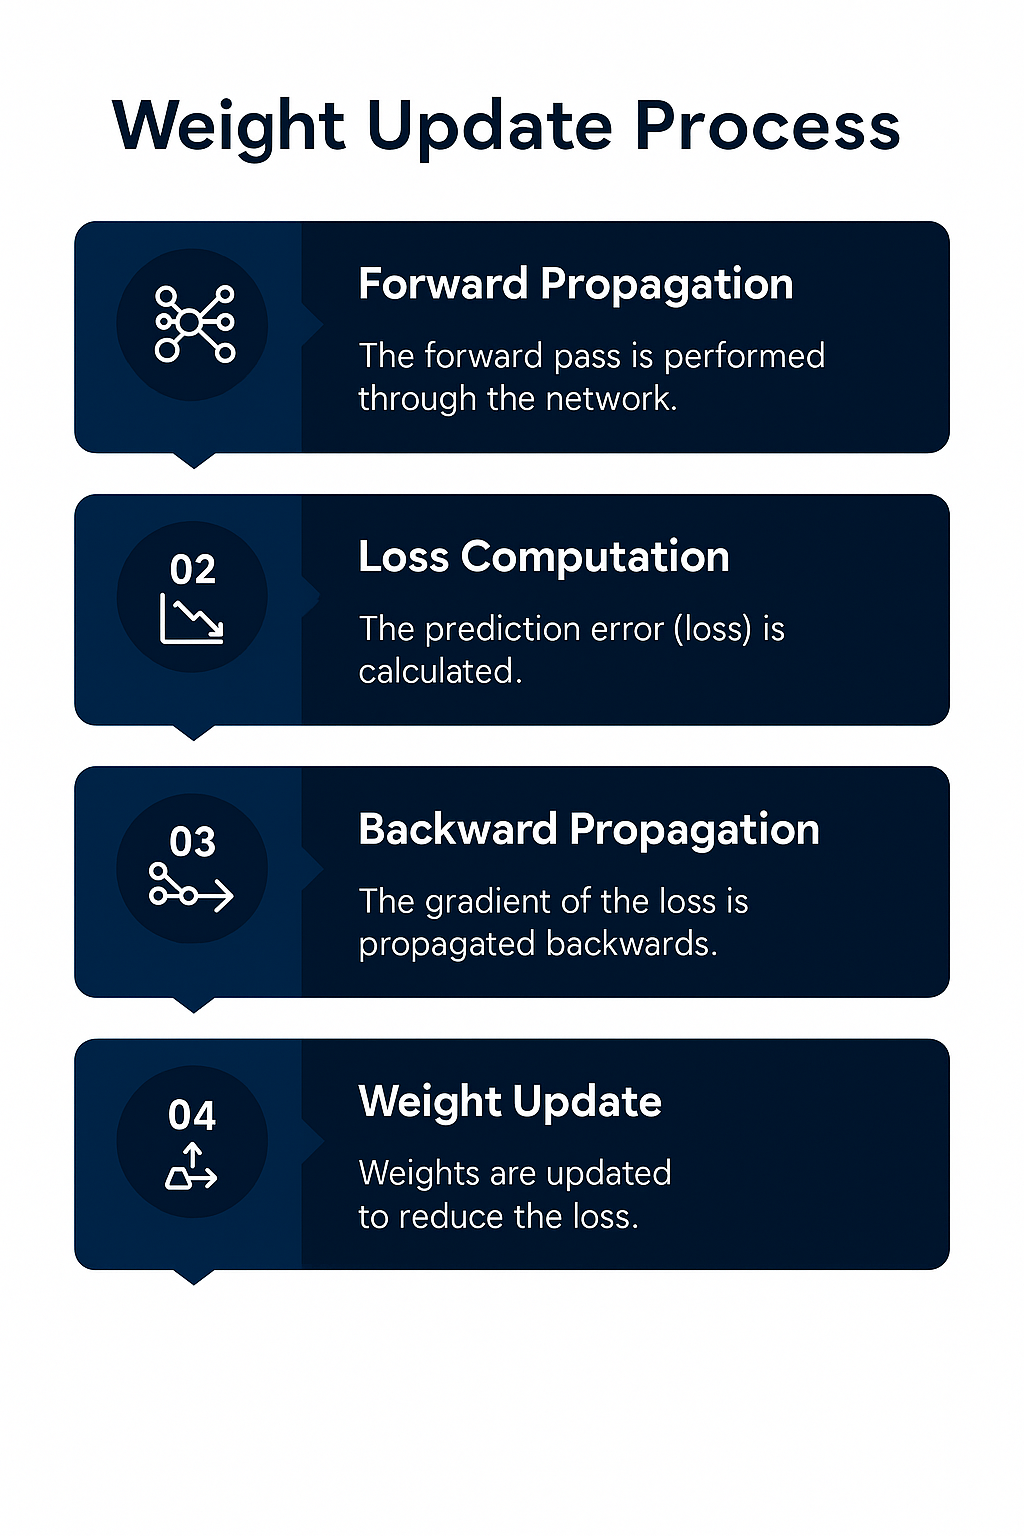 Weight Update Process
Forward Propagation
The forward pass is performed
through the network.
02
Loss Computation
The prediction error (loss) is
calculated.
03
Backward Propagation
The gradient of the loss is
propagated backwards.
04
Weight Update
Weights are updated
to reduce the loss.